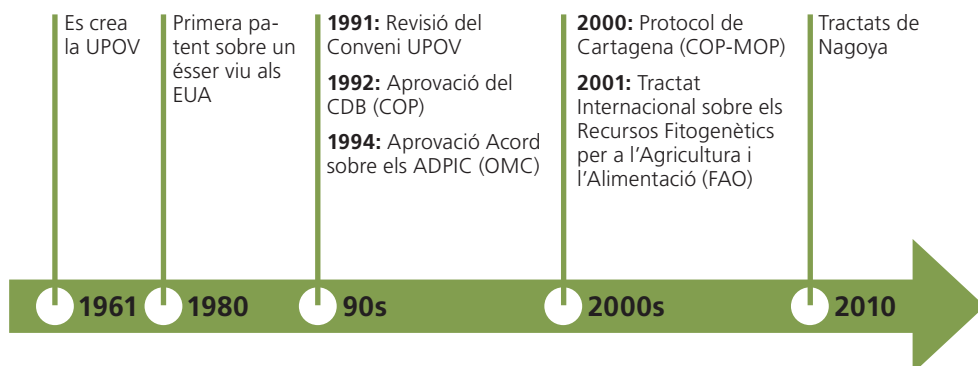 Es crea
la UPOV
Primera pa-
tent sobre un
ésser viu als
EUA
1991: Revisió del
Conveni UPOV
1992: Aprovació del
CDB (COP)
1994: Aprovació Acord
sobre els ADPIC (OMC)
2000: Protocol de
Cartagena (COP-MOP)
2001: Tractat
Internacional sobre els
Recursos Fitogenètics
per a l’Agricultura i
l’Alimentació (FAO)
Tractats de
Nagoya
1961
1980
90s
2000s
2010